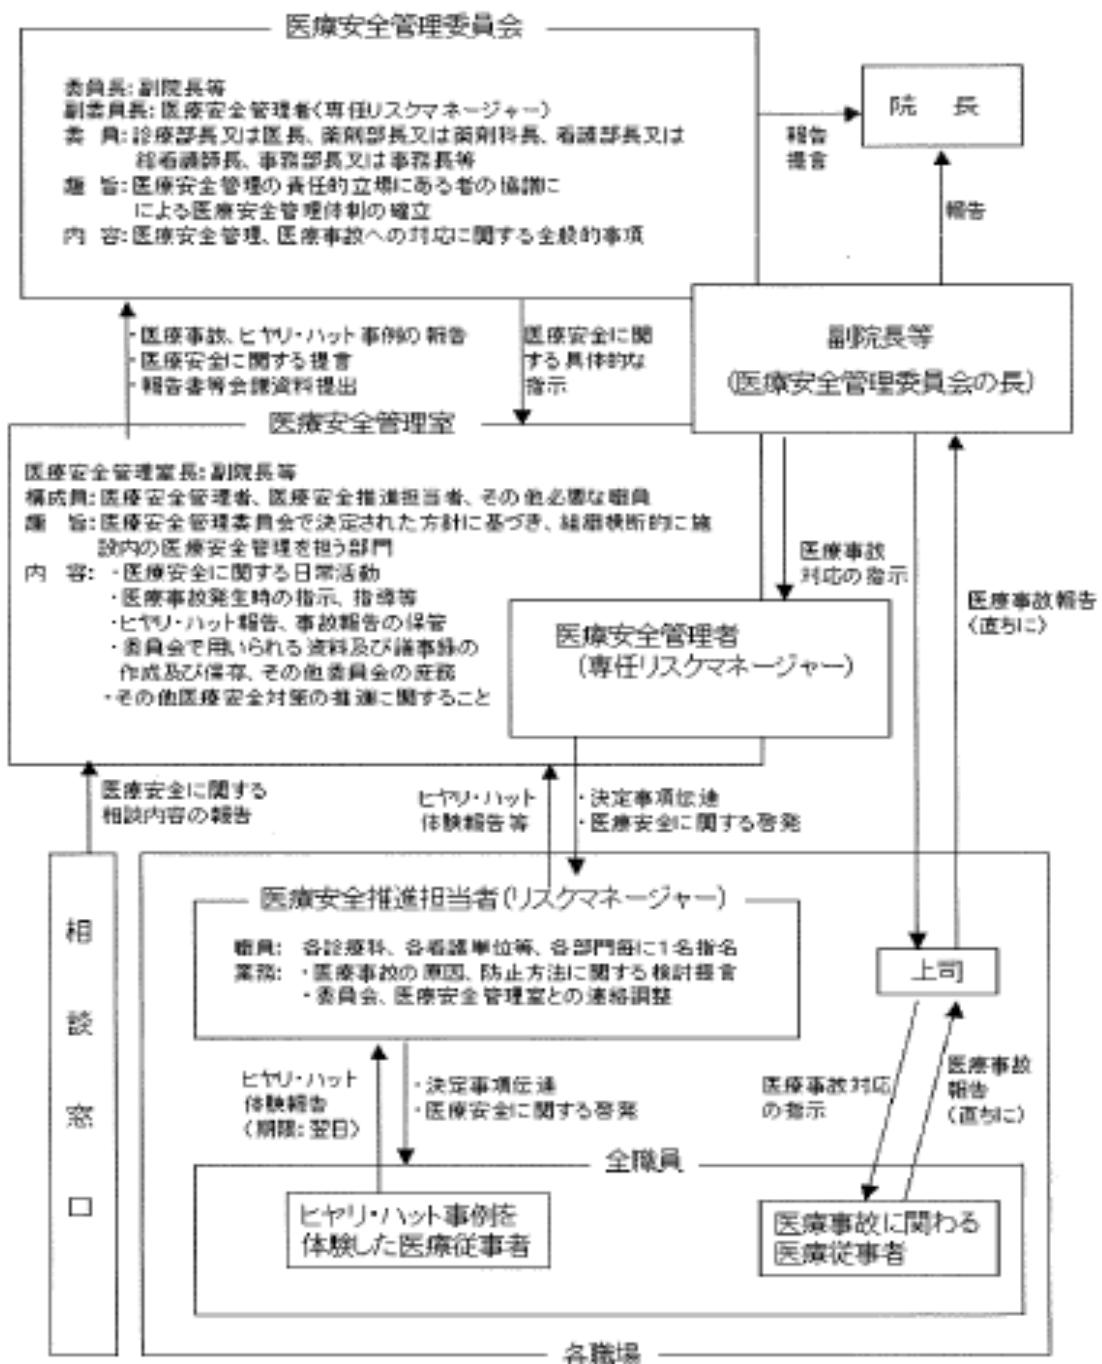 医療安全管理委員会
委員長:副院長等
副委員長:医療安全管理者(専任リスクマネージャー)
委　員:診療部長又は医長、薬剤部長又は薬剤科長、看護部長又は
総看護師長、事務部長又は事務長等
趣　旨:医療安全管理の責任的立場にある者の協議に
による医療安全管理体制の確立
内　容:医療安全管理、医療事故への対応に関する全般的事項
院　長
報告
提言
報告
・医療事故、ヒヤリ・ハット事例の報告
・医療安全に関する提言
・報告書等会議資料提出
医療安全に関
する具体的な
指示
副院長等
(医療安全管理委員会の長)
医療安全管理室
医療安全管理室長:副院長等
構成員:医療安全管理者、医療安全推進担当者、その他必要な職員
趣　旨:医療安全管理委員会で決定された方針に基づき、組織横断的に施
設内の医療安全管理を担う部門
内　容:・医療安全に関する日常活動
・医療事故発生時の指示、指導等
・ヒヤリ・ハット報告、事故報告の保管
・委員会で用いられる資料及び議事録の
作成及び保存、その他委員会の庶務
・その他医療安全対策の推進に関すること
医療事故
対応の指示
医療事故報告
(直ちに)
医療安全管理者
(専任リスクマネージャー)
医療安全に関する
相談内容の報告
ヒヤリ・ハット
体験報告等
・決定事項伝達
・医療安全に関する啓発
相談窓口
医療安全推進担当者(リスクマネージャー)
職員:　各診療科、各看護単位等、各部門毎に1名指名
業務:・医療事故の原因、防止方法に関する検討提言
・委員会、医療安全管理室との連絡調整
上司
ヒヤリ・ハット
体験報告
(期限:翌日)
・決定事項伝達
・医療安全に関する啓発
医療事故対応
の指示
医療事故
報告
(直ちに)
全職員
ヒヤリ・ハット事例を
体験した医療従事者
医療事故に関わる
医療従事者
各職場